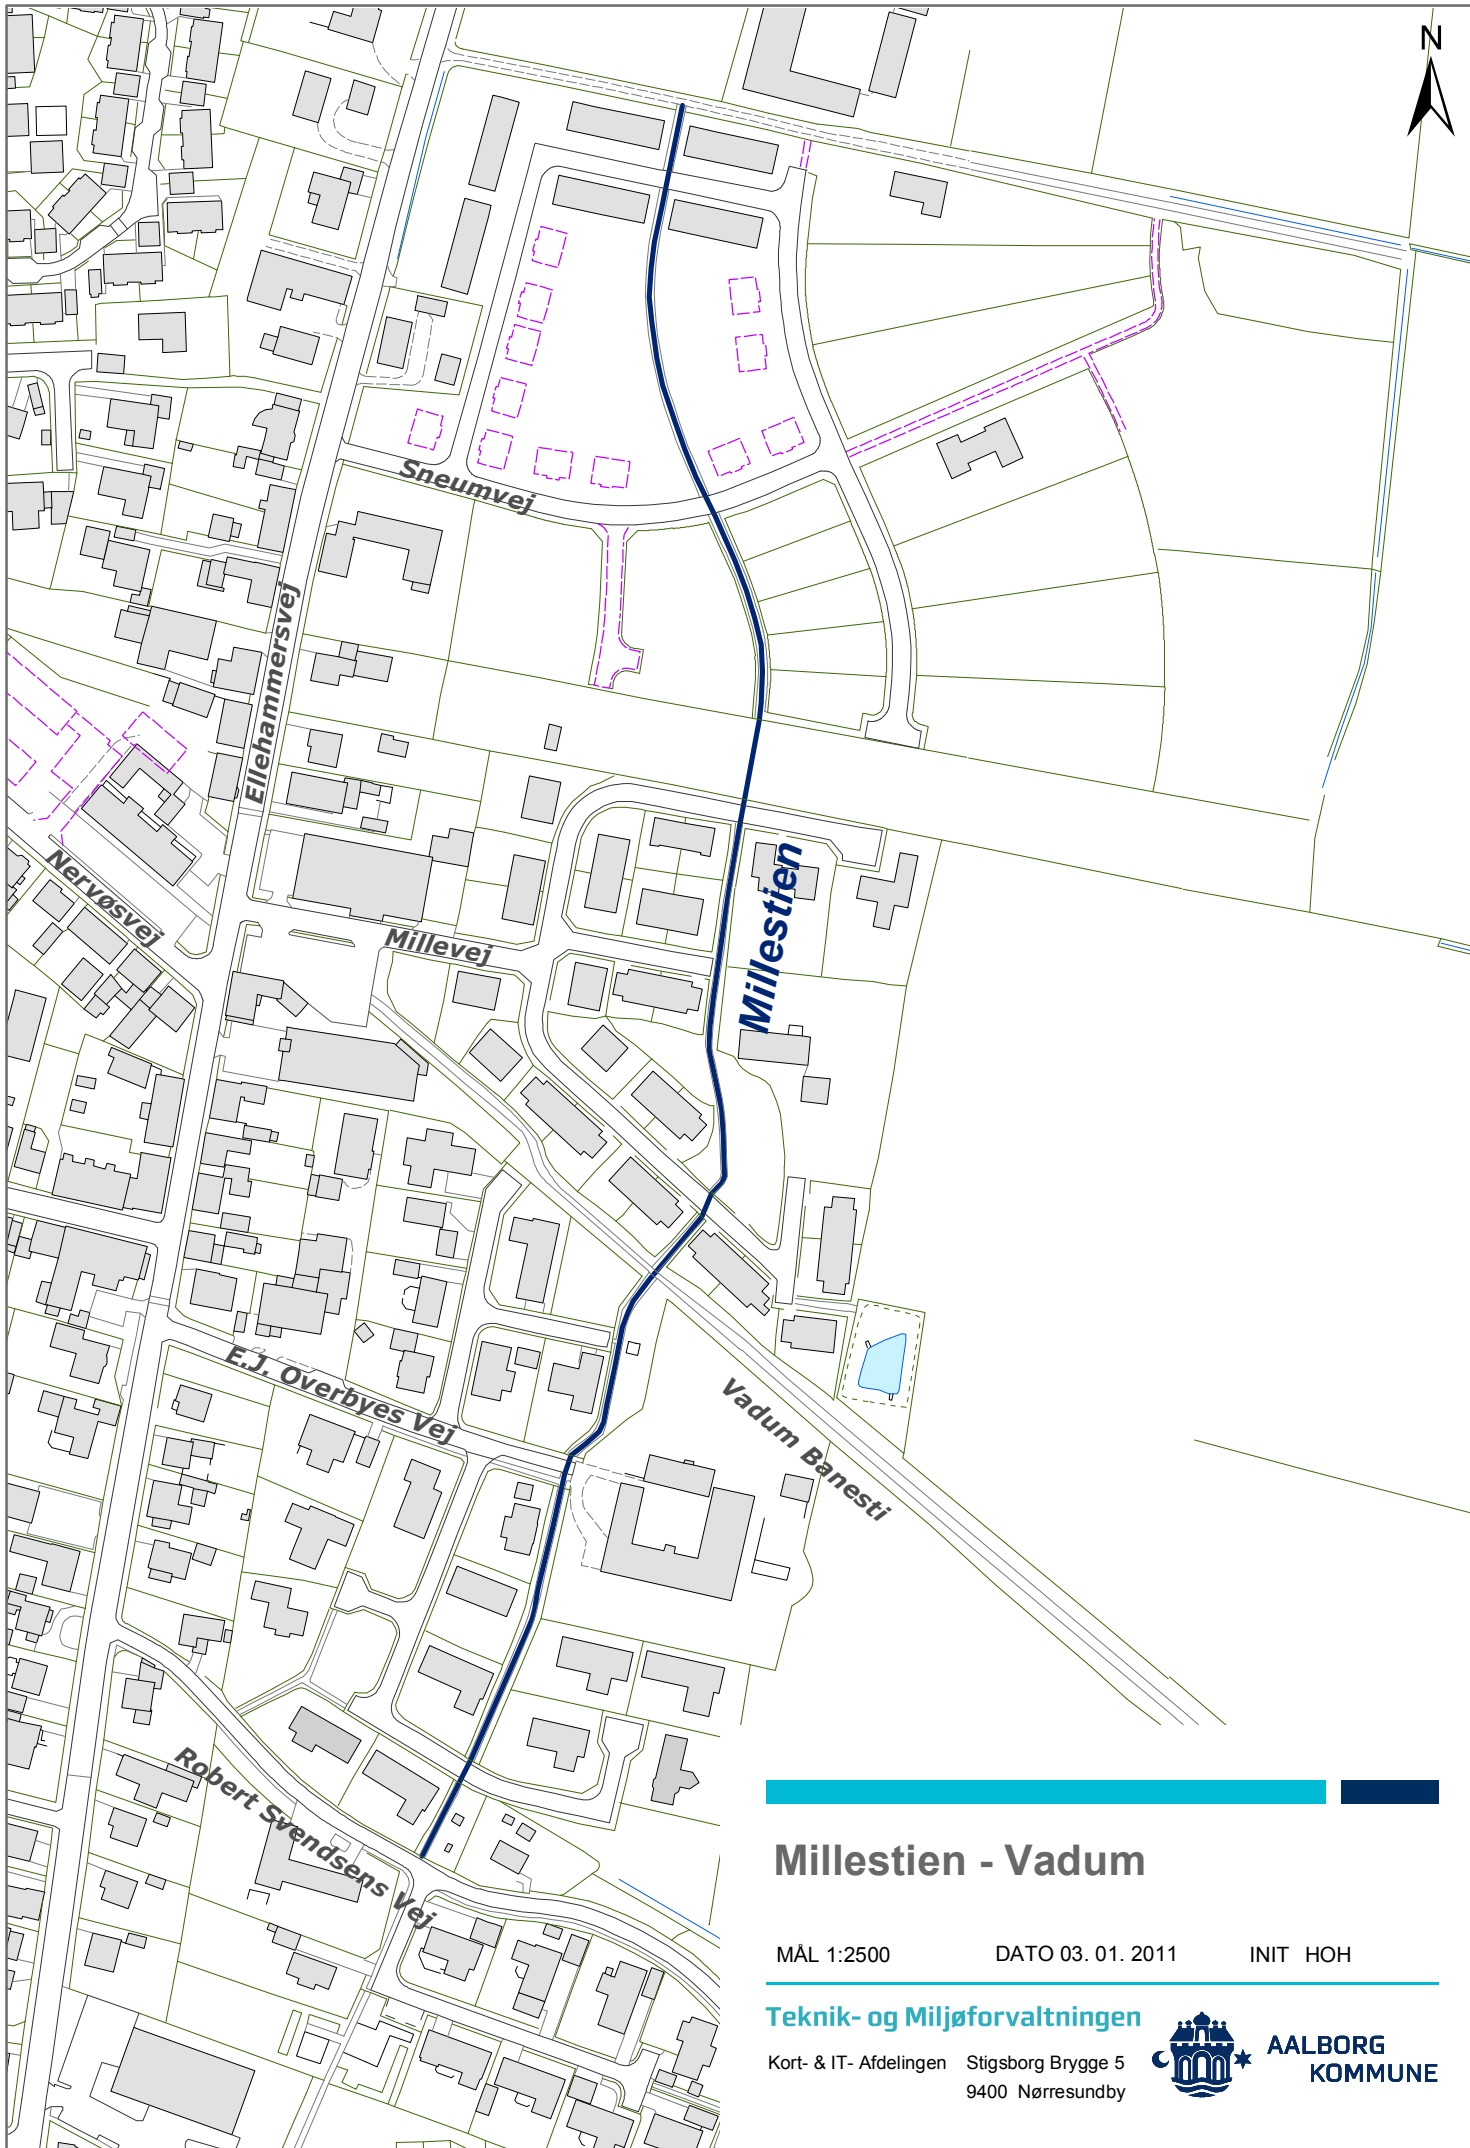 N
Sneumvej
Ellehammersvej
Nervøsvej
Millevej
Millestien
E.J. Overbyes Vej
Vadum Banesti
Robert Svendsens Vej
Millestien - Vadum
MÅL 1:2500 DATO 03. 01. 2011 INIT HOH
Teknik- og Miljøforvaltningen
Kort- & IT- Afdelingen Stigsborg Brygge 5
9400 Nørresundby
AALBORG
KOMMUNE